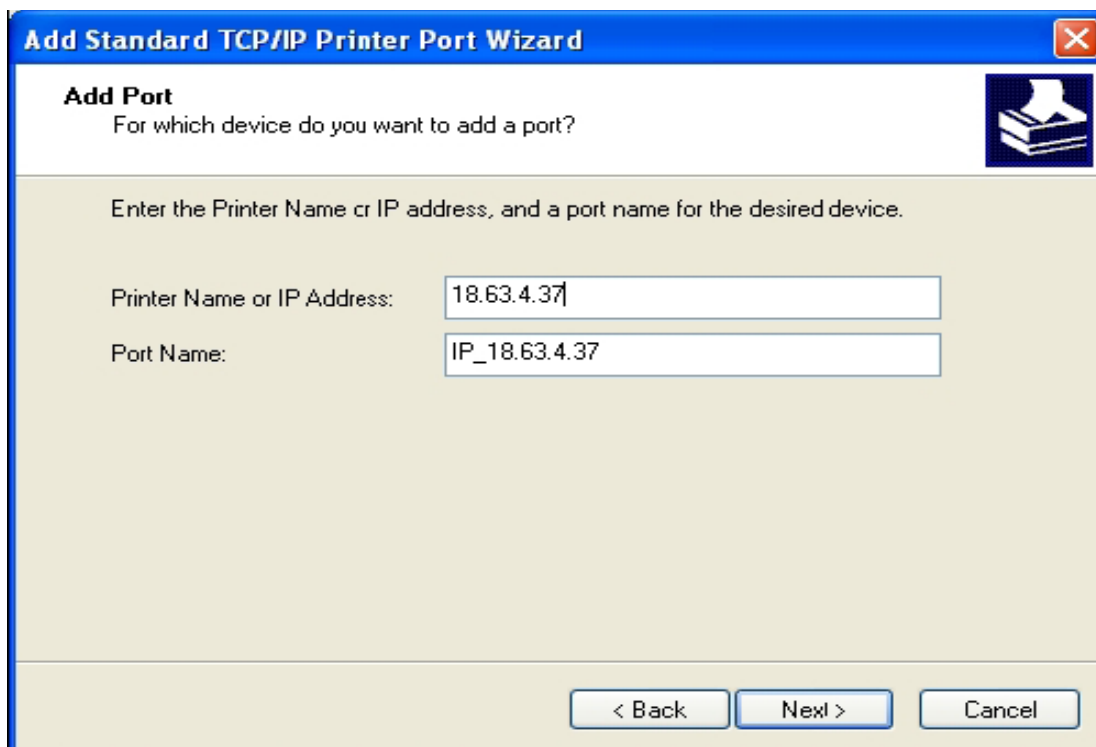 Add Standard TCP/IP Printer Port Wizard
Add Port
For which device do you want to add a port?
Enter the Printer Name cr IP address, and a port name for the desired device.
Printer Name or IP Address: 18.63.4.37
Port Name: IP_18.63.4.37
< Back Next > Cancel